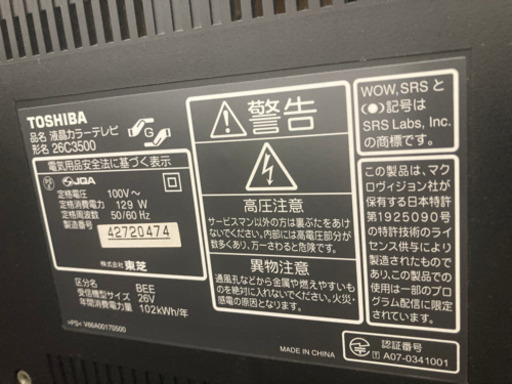 TOSHIBA
品名 液晶カラーテレビ
形名 26C3500
G
電気用品安全法に基づく表示
JQA
定格電圧: 100V~
定格消費電力: 129 W
定格周波数: 50/60 Hz
製造番号:
42720474
株式会社 東芝
区分名 BEE
受信機型サイズ 26V
年間消費電力量 102kWh/年
>PS< V66A00170500
警告
高圧注意
サービスマン以外の方は裏ぶたをあけ
ないでください。内部には高電圧部分が
数多くあり、万一さわると危険です。
異物注意
通風孔などから金属や燃えやすいもの
を絶対に入れないでください。火災・
感電の原因となります。
MADE IN CHINA
WOW, SRS と
(●)記号は
SRS Labs, Inc.
の商標です。
この製品は、マク
ロヴィジョン社が
保有する日本特許
第1925090号
の特許技術のライ
センス供与により
あり、この製品での
使用は一部のプロ
グラム配信に限定
されています。
認証番号
T A07-0341001